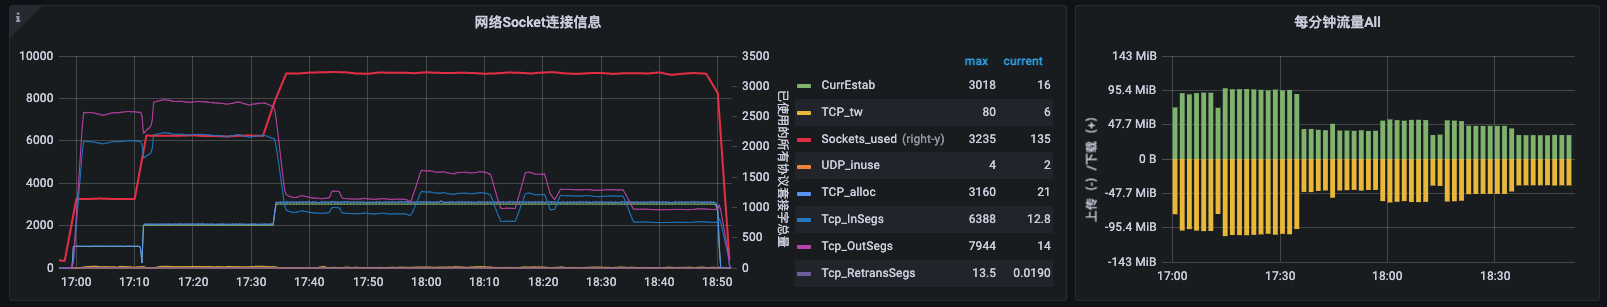 i
网络Socket连接信息
10000
8000
6000
4000
2000
0
3500
3000
2500
2000
1500
1000
500
0
已使用的所有协议套接字总量
17:00 17:10 17:20 17:30 17:40 17:50 18:00 18:10 18:20 18:30 18:40 18:50
max current
CurrEstab 3018 16
TCP_tw 80 6
Sockets_used (right-y) 3235 135
UDP_inuse 4 2
TCP_alloc 3160 21
Tcp_InSegs 6388 12.8
Tcp_OutSegs 7944 14
Tcp_RetransSegs 13.5 0.0190
每分钟流量All
上传 (-) /下载 (+)
143 MiB
95.4 MiB
47.7 MiB
0 B
-47.7 MiB
-95.4 MiB
-143 MiB
17:00 17:30 18:00 18:30